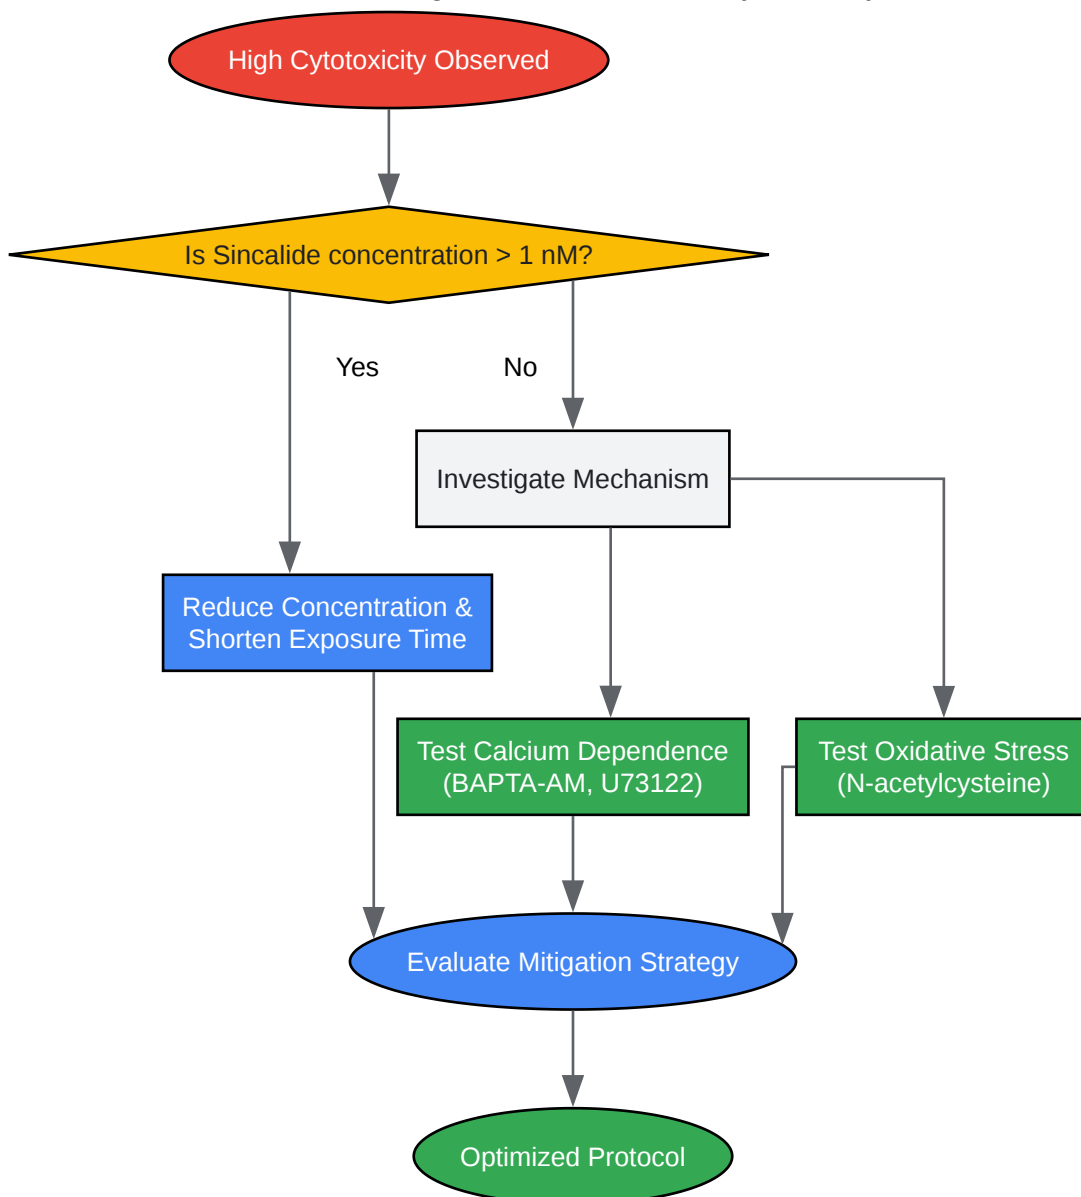 High Cytotoxicity Observed
Is Sincalide concentration > 1 nM?
Yes
No
Investigate Mechanism
Reduce Concentration &
Shorten Exposure Time
Test Calcium Dependence
(BAPTA-AM, U73122)
Test Oxidative Stress
(N-acetylcysteine)
Evaluate Mitigation Strategy
Optimized Protocol